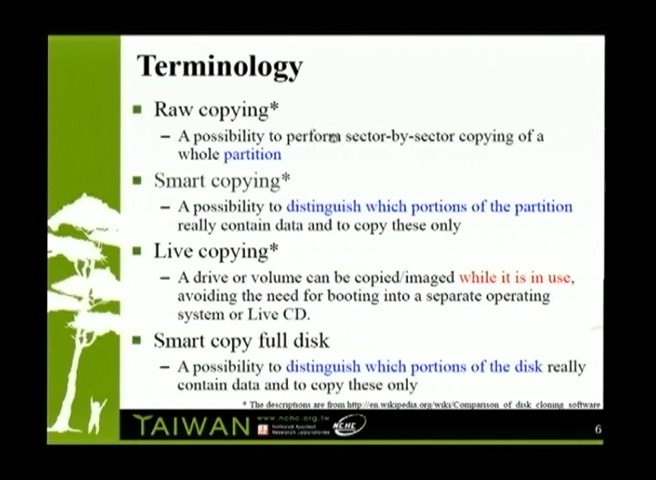 Terminology
Raw copying*
– A possibility to perform sector-by-sector copying of a
whole partition
Smart copying*
– A possibility to distinguish which portions of the partition
really contain data and to copy these only
Live copying*
– A drive or volume can be copied/imaged while it is in use,
avoiding the need for booting into a separate operating
system or Live CD.
Smart copy full disk
– A possibility to distinguish which portions of the disk really
contain data and to copy these only
* The descriptions are from http://en.wikipedia.org/wiki/Comparison_of_disk_cloning_software
TAIWAN
www.nchc.org.tw
National Applied
Research Laboratories
NCHC
6